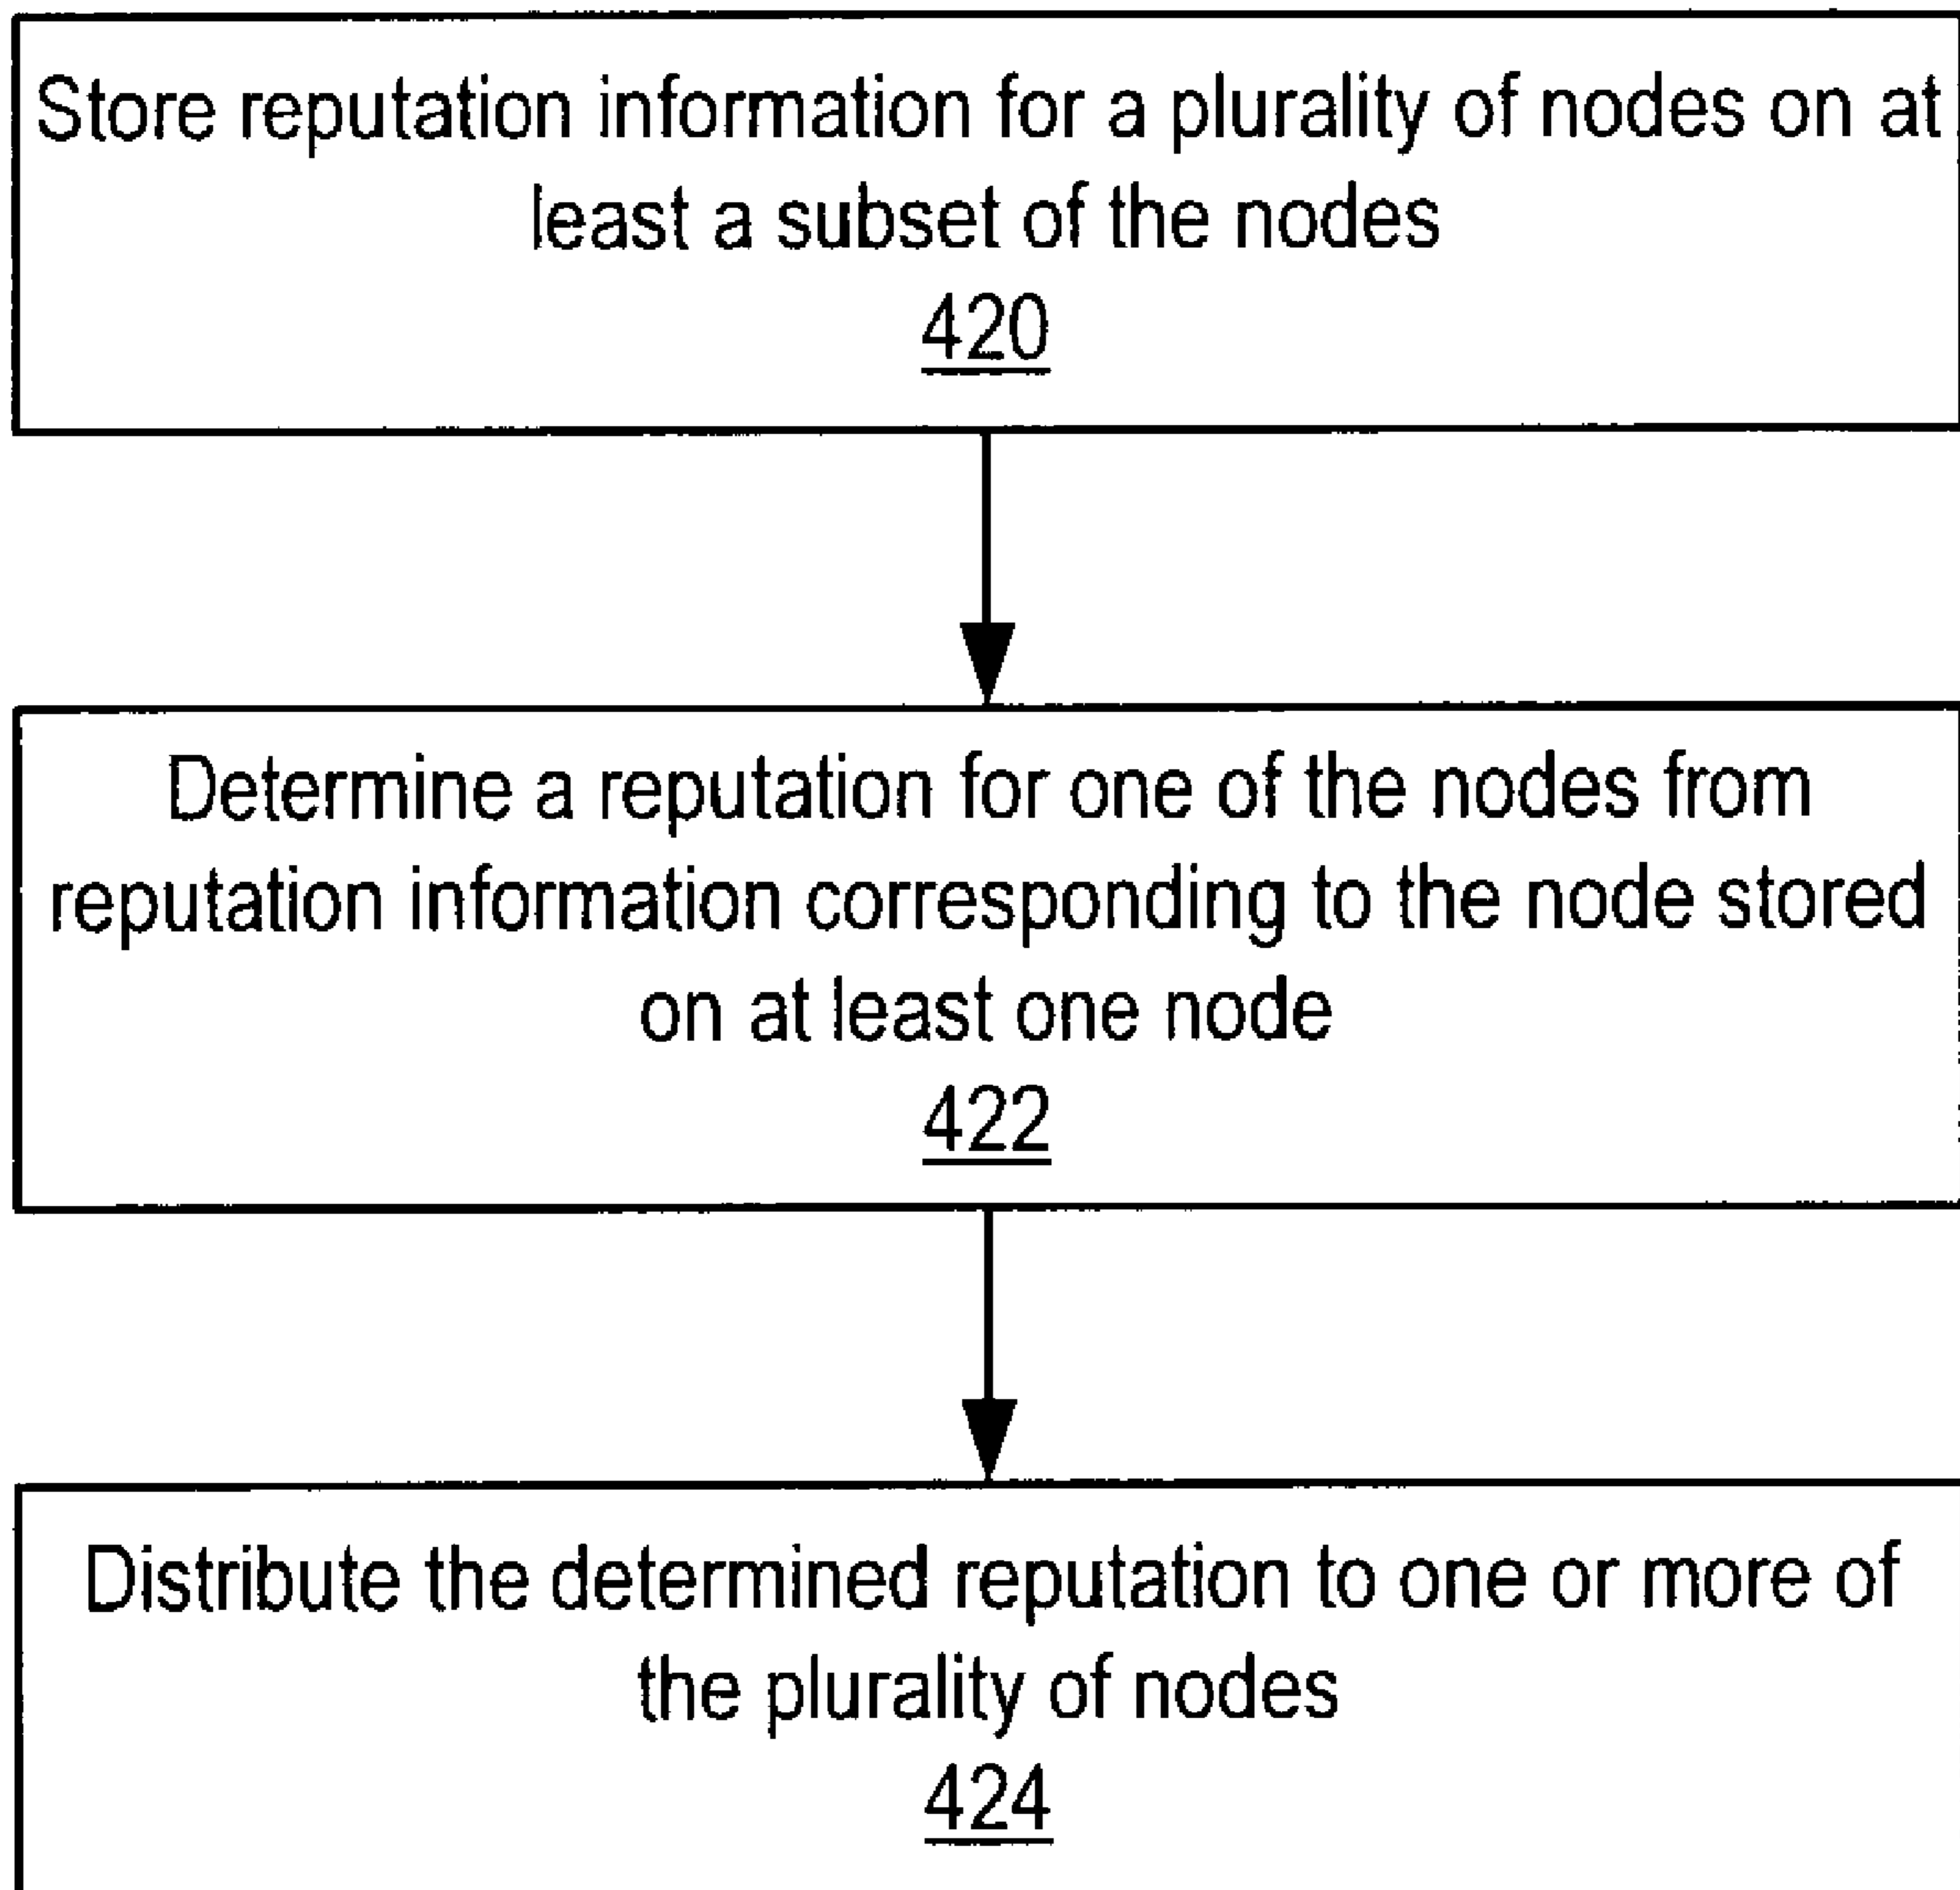 Store reputation information for a plurality of nodes on at
least a subset of the nodes
420
Determine a reputation for one of the nodes from
reputation information corresponding to the node stored
on at least one node
422
Distribute the determined reputation to one or more of
the plurality of nodes
424